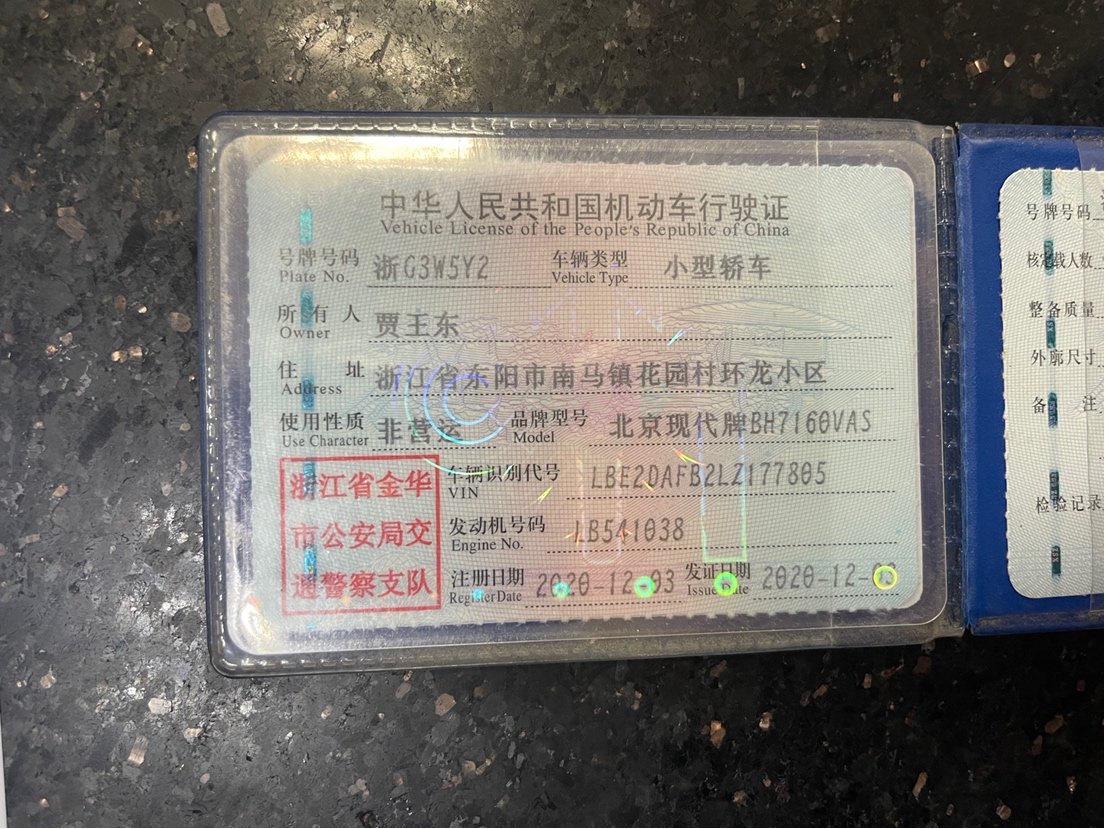 中华人民共和国机动车行驶证
Vehicle License of the People's Republic of China
号牌号码 浙G3W5Y2 车辆类型 小型轿车
Plate No. Vehicle Type
所有人 贾王东
Owner
住址 浙江省东阳市南马镇花园村环龙小区
Address
使用性质 非营运 品牌型号 北京现代牌BH7160VAS
Use Character Model
浙江省金华
市公安局交
通警察支队
车辆识别代号 LBE2DAFB2LZ177805
VIN
发动机号码 LB541038
Engine No.
注册日期 2020-12-03 发证日期 2020-12-
Register Date Issue Date
号牌号码
核定载人数
整备质量
外廓尺寸
备注
检验记录